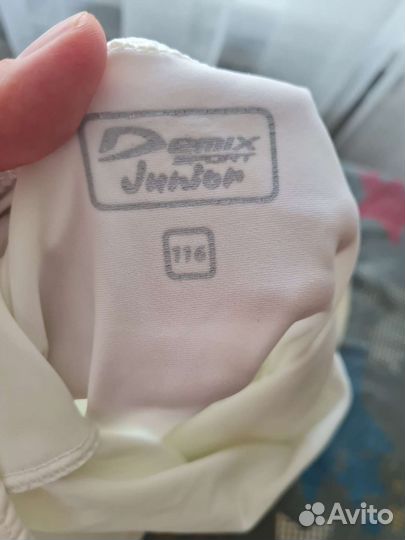 Demix
SPORT
Junior
116
Avito